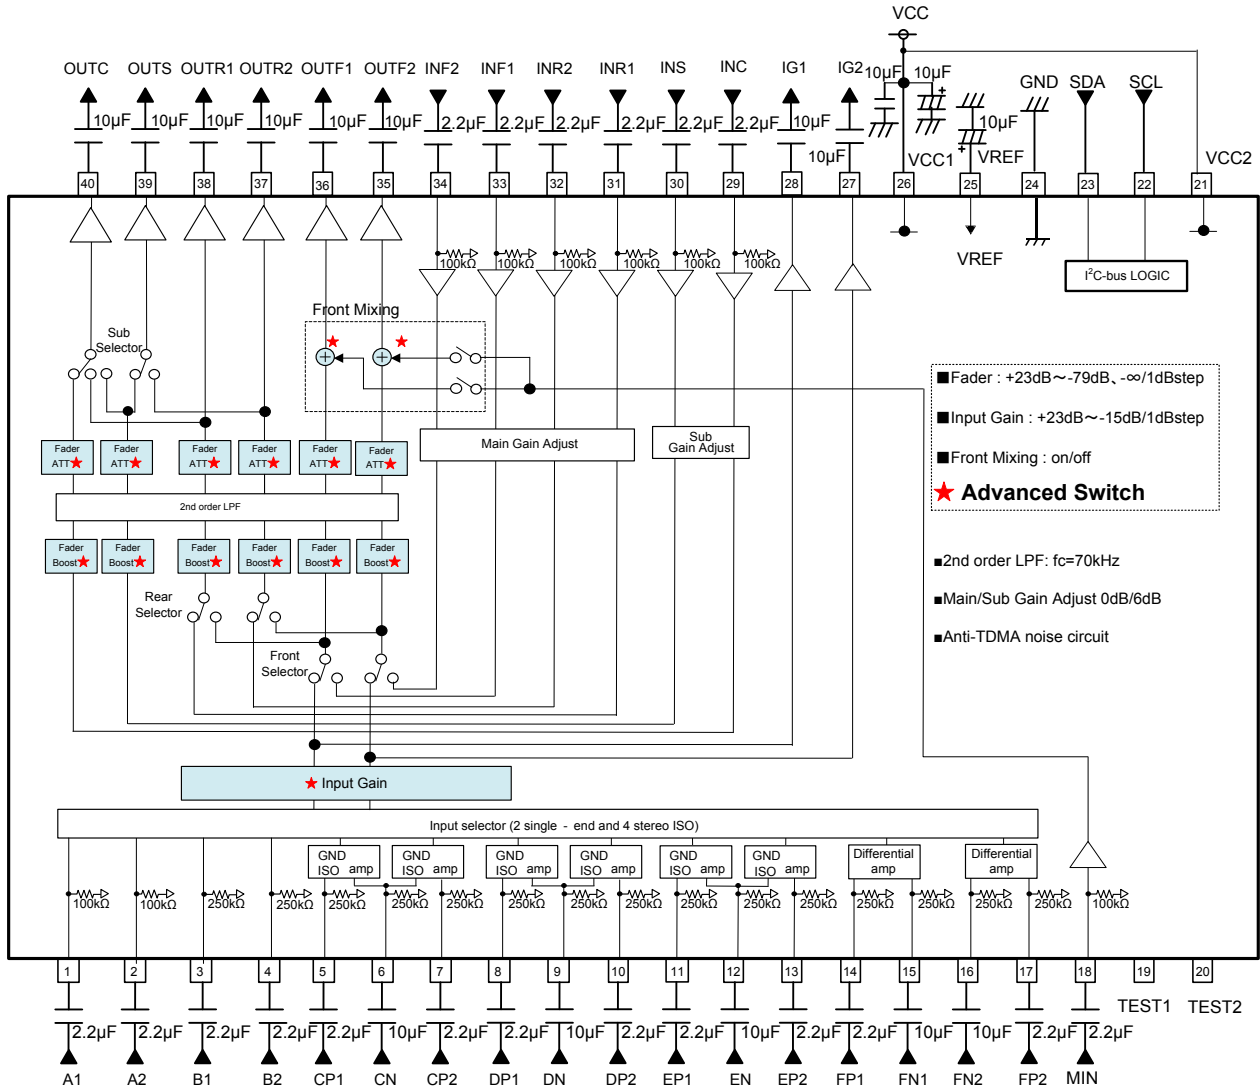 VCC
OUTC OUTS OUTR1 OUTR2 OUTF1 OUTF2 INF2 INF1 INR2 INR1 INS INC IG1 IG2 10μF 10μF GND SDA SCL
10μF 10μF 10μF 10μF 10μF 10μF 2.2μF 2.2μF 2.2μF 2.2μF 2.2μF 2.2μF 10μF 10μF 10μF
VCC1 VREF VCC2
40 39 38 37 36 35 34 33 32 31 30 29 28 27 26 25 24 23 22 21
VREF
100kΩ 100kΩ 100kΩ 100kΩ 100kΩ 100kΩ
I²C-bus LOGIC
Front Mixing
Sub
Selector
■Fader : +23dB～-79dB、-∞/1dBstep
■Input Gain : +23dB～-15dB/1dBstep
■Front Mixing : on/off
★ Advanced Switch
Main Gain Adjust
Sub
Gain Adjust
Fader Fader Fader Fader Fader Fader
ATT★ ATT★ ATT★ ATT★ ATT★ ATT★
2nd order LPF
Fader Fader Fader Fader Fader Fader
Boost★ Boost★ Boost★ Boost★ Boost★ Boost★
■2nd order LPF: fc=70kHz
■Main/Sub Gain Adjust 0dB/6dB
■Anti-TDMA noise circuit
Rear
Selector
Front
Selector
★ Input Gain
Input selector (2 single - end and 4 stereo ISO)
GND GND GND GND GND GND Differential Differential
ISO amp ISO amp ISO amp ISO amp ISO amp ISO amp amp amp
100kΩ 100kΩ 250kΩ 250kΩ 250kΩ 250kΩ 250kΩ 250kΩ 250kΩ 250kΩ 250kΩ 250kΩ 250kΩ 250kΩ 250kΩ 250kΩ 250kΩ 100kΩ
1 2 3 4 5 6 7 8 9 10 11 12 13 14 15 16 17 18 19 20
TEST1 TEST2
2.2μF 2.2μF 2.2μF 2.2μF 2.2μF 10μF 2.2μF 2.2μF 10μF 2.2μF 2.2μF 10μF 2.2μF 2.2μF 10μF 10μF 2.2μF 2.2μF
A1 A2 B1 B2 CP1 CN CP2 DP1 DN DP2 EP1 EN EP2 FP1 FN1 FN2 FP2 MIN